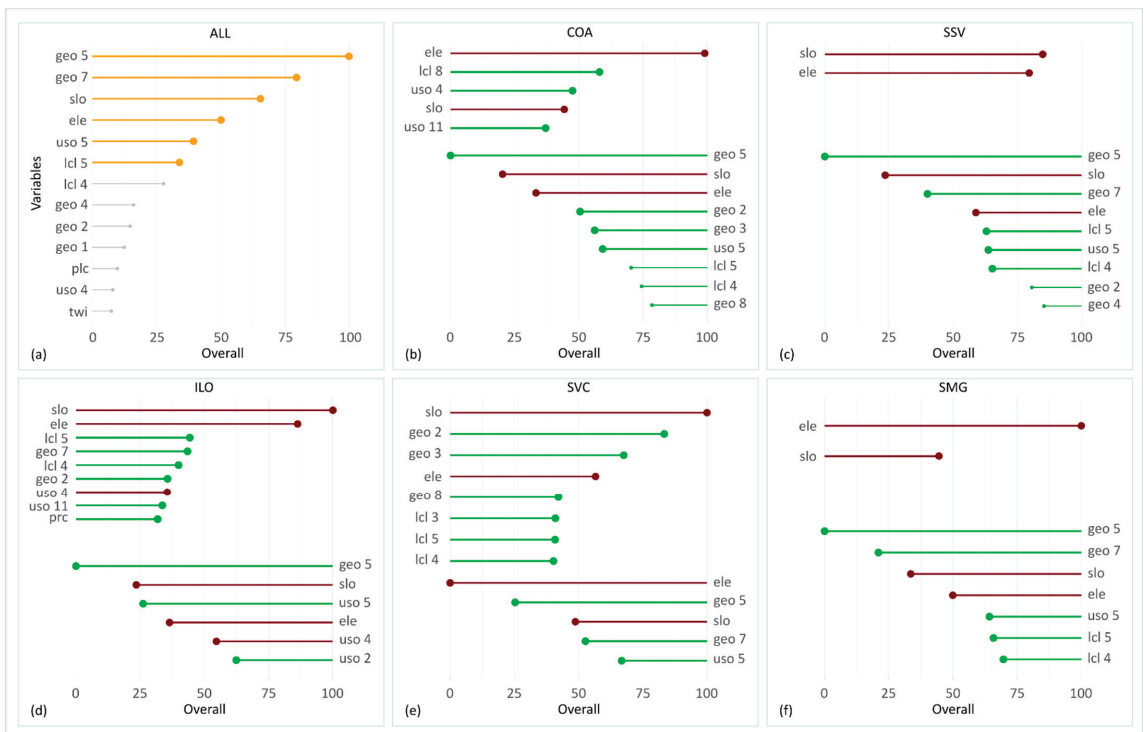 ALL
Variables
geo 5
geo 7
slo
ele
uso 5
lcl 5
lcl 4
geo 4
geo 2
geo 1
plc
uso 4
twi
0 25 50 75 100
(a) Overall
COA
ele
lcl 8
uso 4
slo
uso 11
geo 5
slo
ele
geo 2
geo 3
uso 5
lcl 5
lcl 4
geo 8
0 25 50 75 100
(b) Overall
SSV
slo
ele
geo 5
slo
geo 7
ele
lcl 5
uso 5
lcl 4
geo 2
geo 4
0 25 50 75 100
(c) Overall
ILO
slo
ele
lcl 5
geo 7
lcl 4
geo 2
uso 4
uso 11
prc
geo 5
slo
uso 5
ele
uso 4
uso 2
0 25 50 75 100
(d) Overall
SVC
slo
geo 2
geo 3
ele
geo 8
lcl 3
lcl 5
lcl 4
ele
geo 5
slo
geo 7
uso 5
0 25 50 75 100
(e) Overall
SMG
ele
slo
geo 5
geo 7
slo
ele
uso 5
lcl 5
lcl 4
0 25 50 75 100
(f) Overall